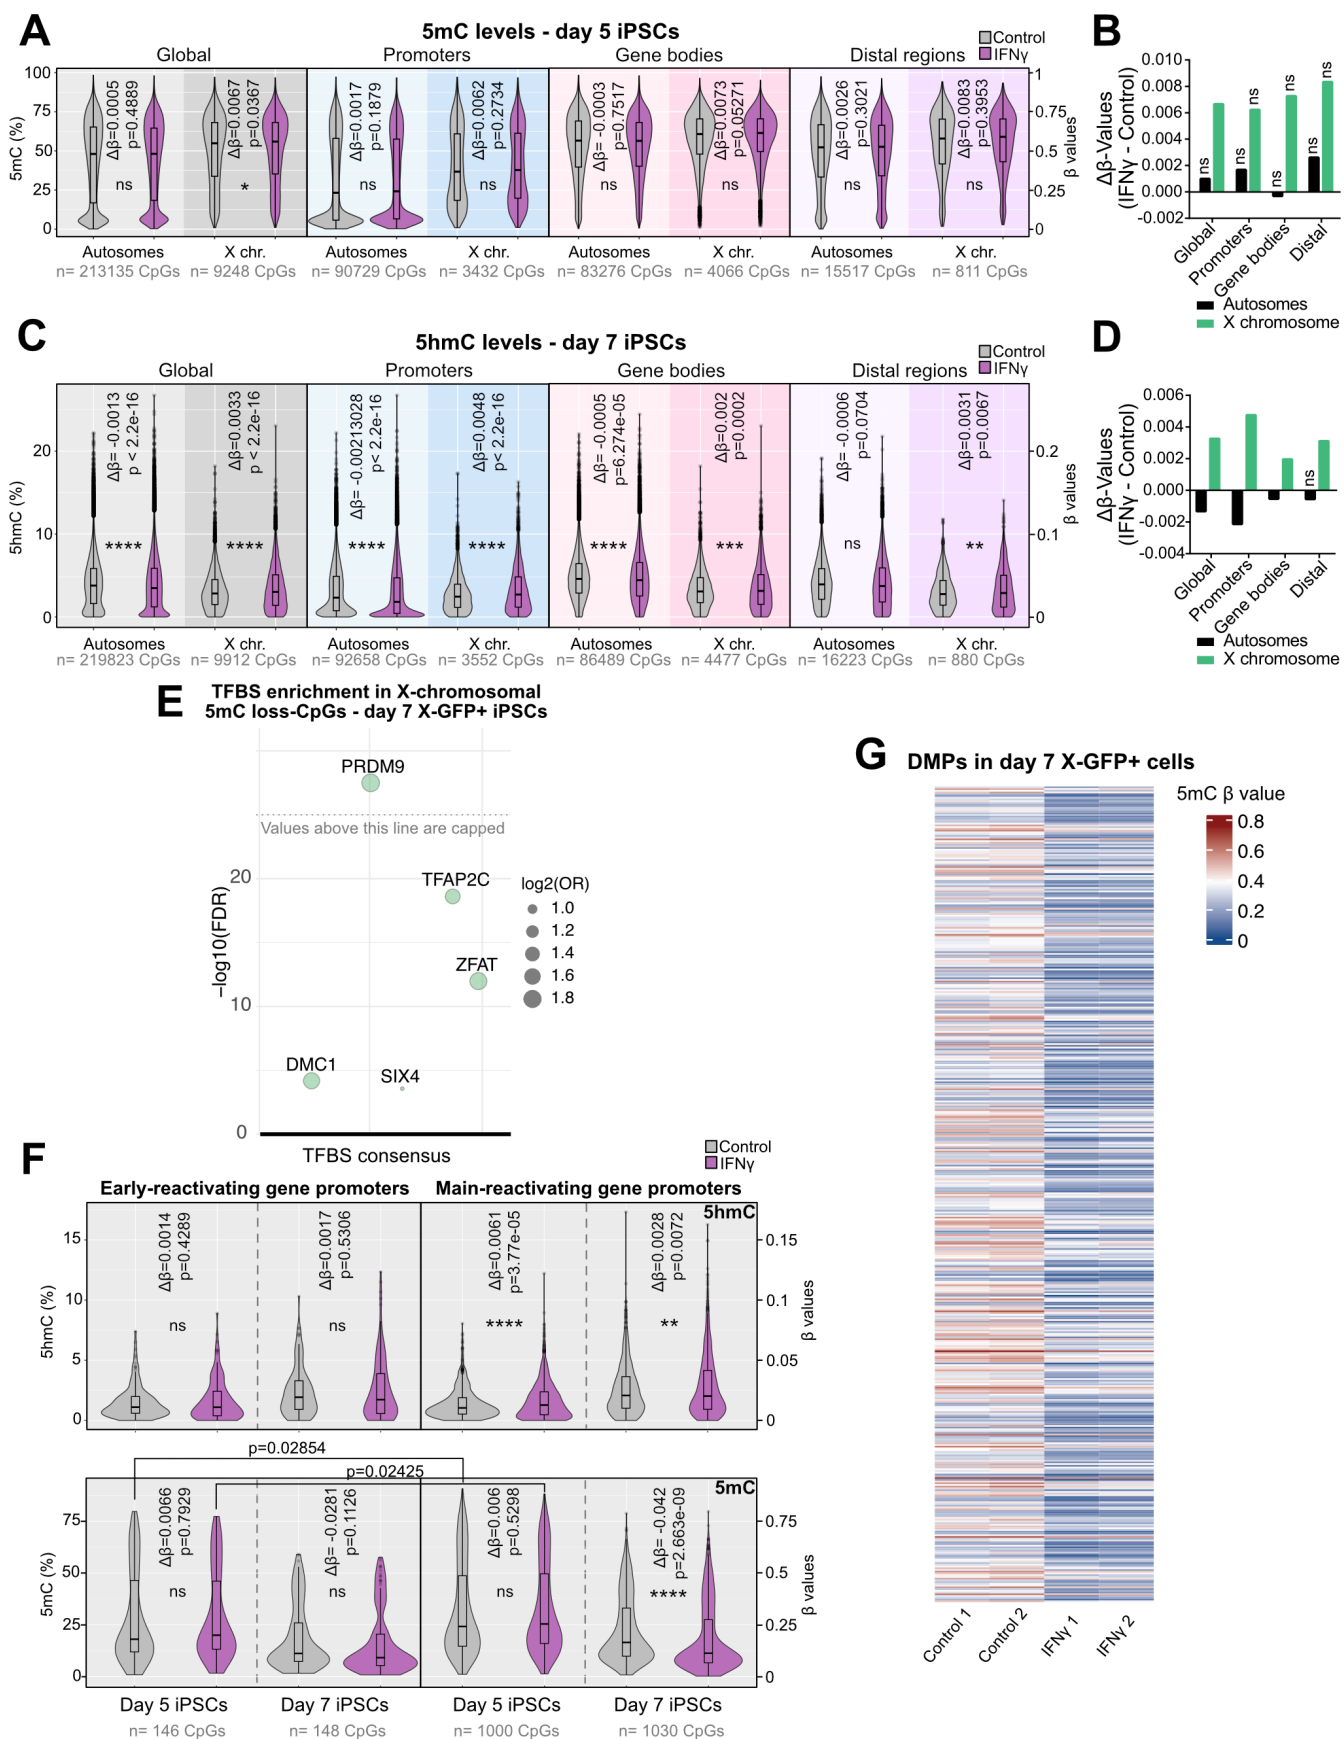 A
5mC levels - day 5 iPSCs
Control
IFNγ
Global
Promoters
Gene bodies
Distal regions
5mC (%)
100
75
50
25
0
Δβ=0.0005
p=0.4889
ns
Δβ=0.0067
p=0.0367
*
Δβ=0.0017
p=0.1879
ns
Δβ=0.0062
p=0.2734
ns
Δβ= -0.0003
p=0.7517
ns
Δβ=0.0073
p=0.05271
ns
Δβ=0.0026
p=0.3021
ns
Δβ=0.0083
p=0.3953
ns
1
0.75
0.5
0.25
0
β values
Autosomes
X chr.
Autosomes
X chr.
Autosomes
X chr.
Autosomes
X chr.
n= 213135 CpGs
n= 9248 CpGs
n= 90729 CpGs
n= 3432 CpGs
n= 83276 CpGs
n= 4066 CpGs
n= 15517 CpGs
n= 811 CpGs
B
Δβ-Values
(IFNγ - Control)
0.010
0.008
0.006
0.004
0.002
0.000
-0.002
ns
ns
ns
ns
ns
ns
ns
Global
Promoters
Gene bodies
Distal
Autosomes
X chromosome
C
5hmC levels - day 7 iPSCs
Control
IFNγ
Global
Promoters
Gene bodies
Distal regions
5hmC (%)
20
10
0
Δβ= -0.0013
p < 2.2e-16
****
Δβ=0.0033
p < 2.2e-16
****
Δβ= -0.00213028
p< 2.2e-16
****
Δβ=0.0048
p< 2.2e-16
****
Δβ= -0.0005
p=6.274e-05
****
Δβ=0.002
p=0.0002
***
Δβ= -0.0006
p=0.0704
ns
Δβ=0.0031
p=0.0067
**
0.2
0.1
0
β values
Autosomes
X chr.
Autosomes
X chr.
Autosomes
X chr.
Autosomes
X chr.
n= 219823 CpGs
n= 9912 CpGs
n= 92658 CpGs
n= 3552 CpGs
n= 86489 CpGs
n= 4477 CpGs
n= 16223 CpGs
n= 880 CpGs
D
Δβ-Values
(IFNγ - Control)
0.006
0.004
0.002
0.000
-0.002
-0.004
ns
Global
Promoters
Gene bodies
Distal
Autosomes
X chromosome
E
TFBS enrichment in X-chromosomal
5mC loss-CpGs - day 7 X-GFP+ iPSCs
PRDM9
Values above this line are capped
TFAP2C
ZFAT
DMC1
SIX4
−log10(FDR)
20
10
0
TFBS consensus
log2(OR)
1.0
1.2
1.4
1.6
1.8
F
Control
IFNγ
Early-reactivating gene promoters
Main-reactivating gene promoters
5hmC
5hmC (%)
15
10
5
0
Δβ=0.0014
p=0.4289
ns
Δβ=0.0017
p=0.5306
ns
Δβ=0.0061
p=3.77e-05
****
Δβ=0.0028
p=0.0072
**
0.15
0.1
0.05
0
β values
p=0.02854
p=0.02425
5mC
5mC (%)
75
50
25
0
Δβ=0.0066
p=0.7929
ns
Δβ= -0.0281
p=0.1126
ns
Δβ=0.006
p=0.5298
ns
Δβ= -0.042
p=2.663e-09
****
0.75
0.5
0.25
0
β values
Day 5 iPSCs
Day 7 iPSCs
Day 5 iPSCs
Day 7 iPSCs
n= 146 CpGs
n= 148 CpGs
n= 1000 CpGs
n= 1030 CpGs
G
DMPs in day 7 X-GFP+ cells
5mC β value
0.8
0.6
0.4
0.2
0
Control 1
Control 2
IFNγ 1
IFNγ 2